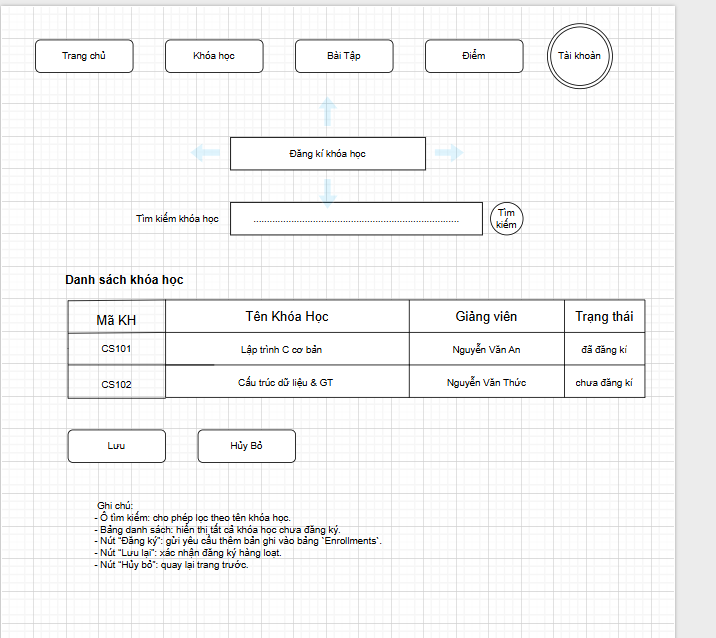 Trang chủ Khóa học Bài Tập Điểm Tài khoản
Đăng kí khóa học
Tìm kiếm khóa học ............................................................................... Tìm
kiếm
Danh sách khóa học
Mã KH Tên Khóa Học Giảng viên Trạng thái
CS101 Lập trình C cơ bản Nguyễn Văn An đã đăng kí
CS102 Cấu trúc dữ liệu & GT Nguyễn Văn Thức chưa đăng kí
Lưu Hủy Bỏ
Ghi chú:
- Ô tìm kiếm: cho phép lọc theo tên khóa học.
- Bảng danh sách: hiển thị tất cả khóa học chưa đăng ký.
- Nút "Đăng ký": gửi yêu cầu thêm bản ghi vào bảng `Enrollments`.
- Nút "Lưu lại": xác nhận đăng ký hàng loạt.
- Nút "Hủy bỏ": quay lại trang trước.